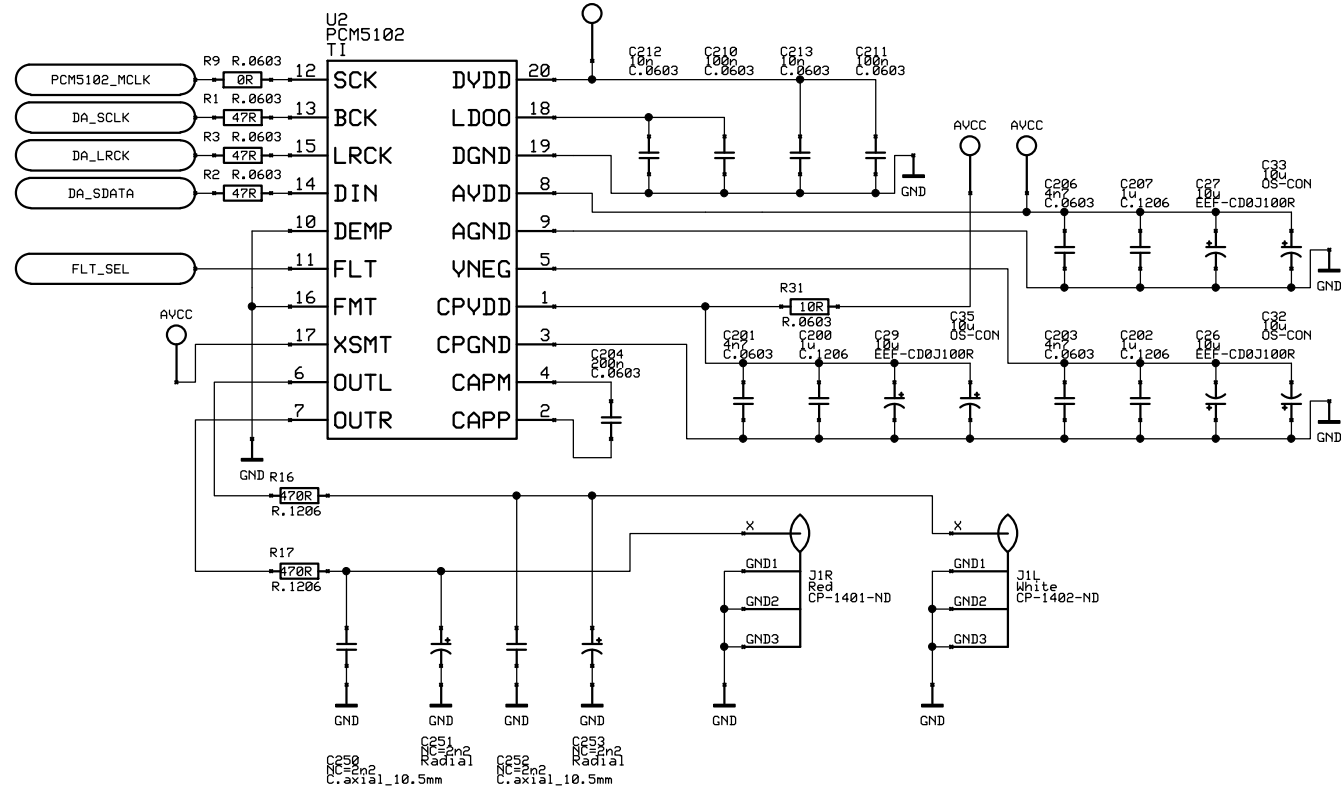 U2
PCM5102
TI
R9 R.0603
PCM5102_MCLK
0R
12 SCK
DVDD 20
R1 R.0603
DA_SCLK
47R
13 BCK
LDOO 18
R3 R.0603
DA_LRCK
47R
15 LRCK
DGND 19
R2 R.0603
DA_SDATA
47R
14 DIN
AVDD 8
10 DEMP
AGND 9
FLT_SEL
11 FLT
VNEG 5
16 FMT
CPVDD 1
AVCC
17 XSMT
CPGND 3
6 OUTL
CAPM 4
7 OUTR
CAPP 2
C212
10n
C.0603
C210
100n
C.0603
C213
10n
C.0603
C211
100n
C.0603
GND
AVCC
AVCC
C206
4n7
C.0603
C207
1u
C.1206
C27
10u
EEF-CD0J100R
C33
10u
OS-CON
GND
R31
10R
R.0603
C201
4n7
C.0603
C200
1u
C.1206
C29
10u
EEF-CD0J100R
C35
10u
OS-CON
C203
4n7
C.0603
C202
1u
C.1206
C26
10u
EEF-CD0J100R
C32
10u
OS-CON
GND
C204
200n
C.0603
GND
R16
470R
R.1206
R17
470R
R.1206
X
GND1
GND2
GND3
J1R
Red
CP-1401-ND
X
GND1
GND2
GND3
J1L
White
CP-1402-ND
GND
GND
GND
GND
GND
GND
C250
NC=2n2
C.axial_10.5mm
C251
NC=2n2
Radial
C252
NC=2n2
C.axial_10.5mm
C253
NC=2n2
Radial